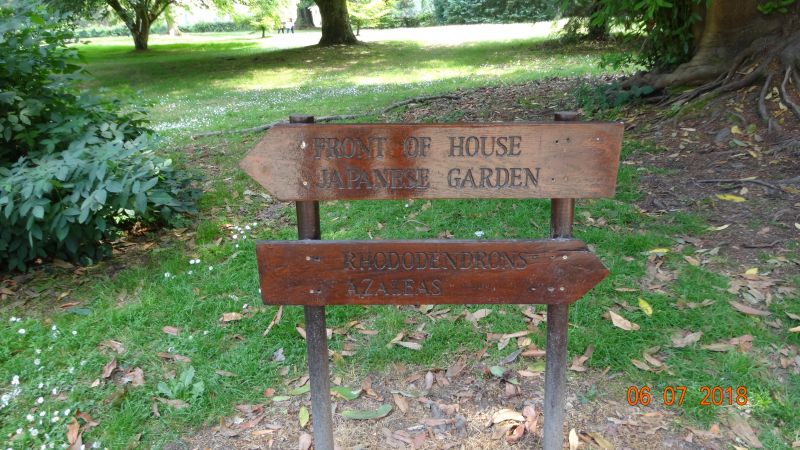 FRONT OF HOUSE
JAPANESE GARDEN
RHODODENDRONS
AZALEAS
06 07 2018